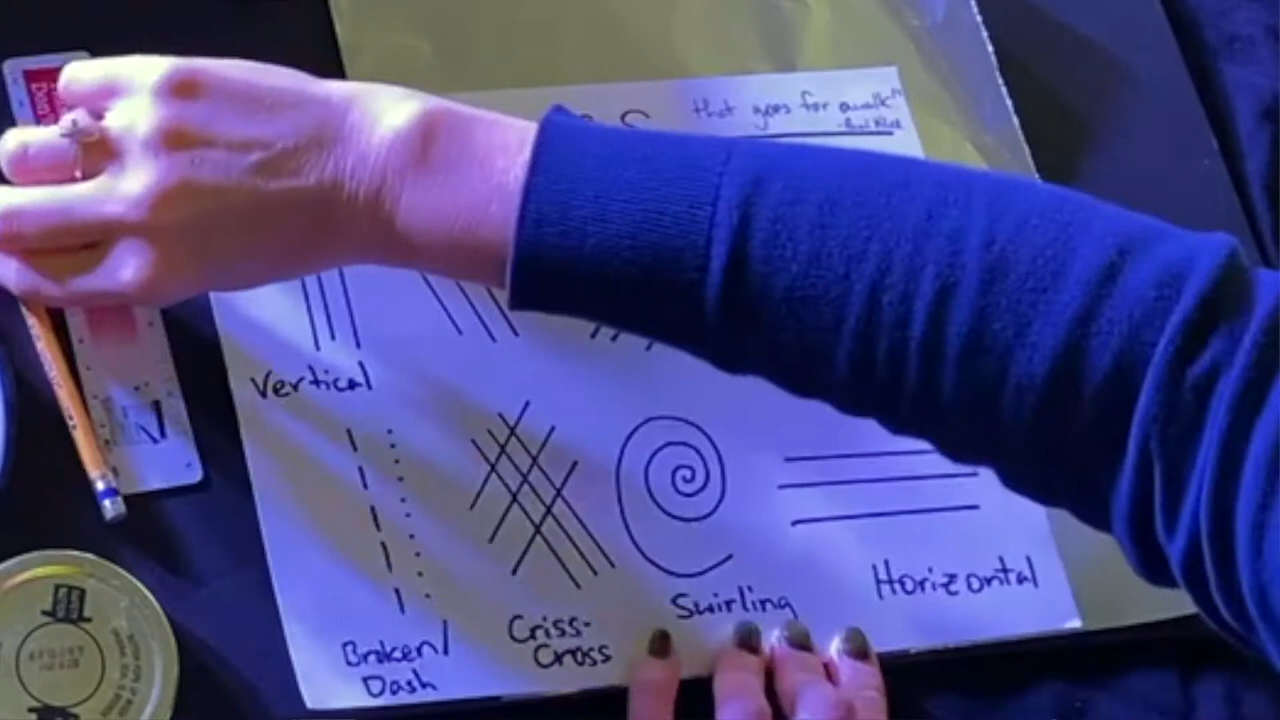 that goes for a walk"
Vertical
Broken/
Dash
Criss-
Cross
Swirling
Horizontal